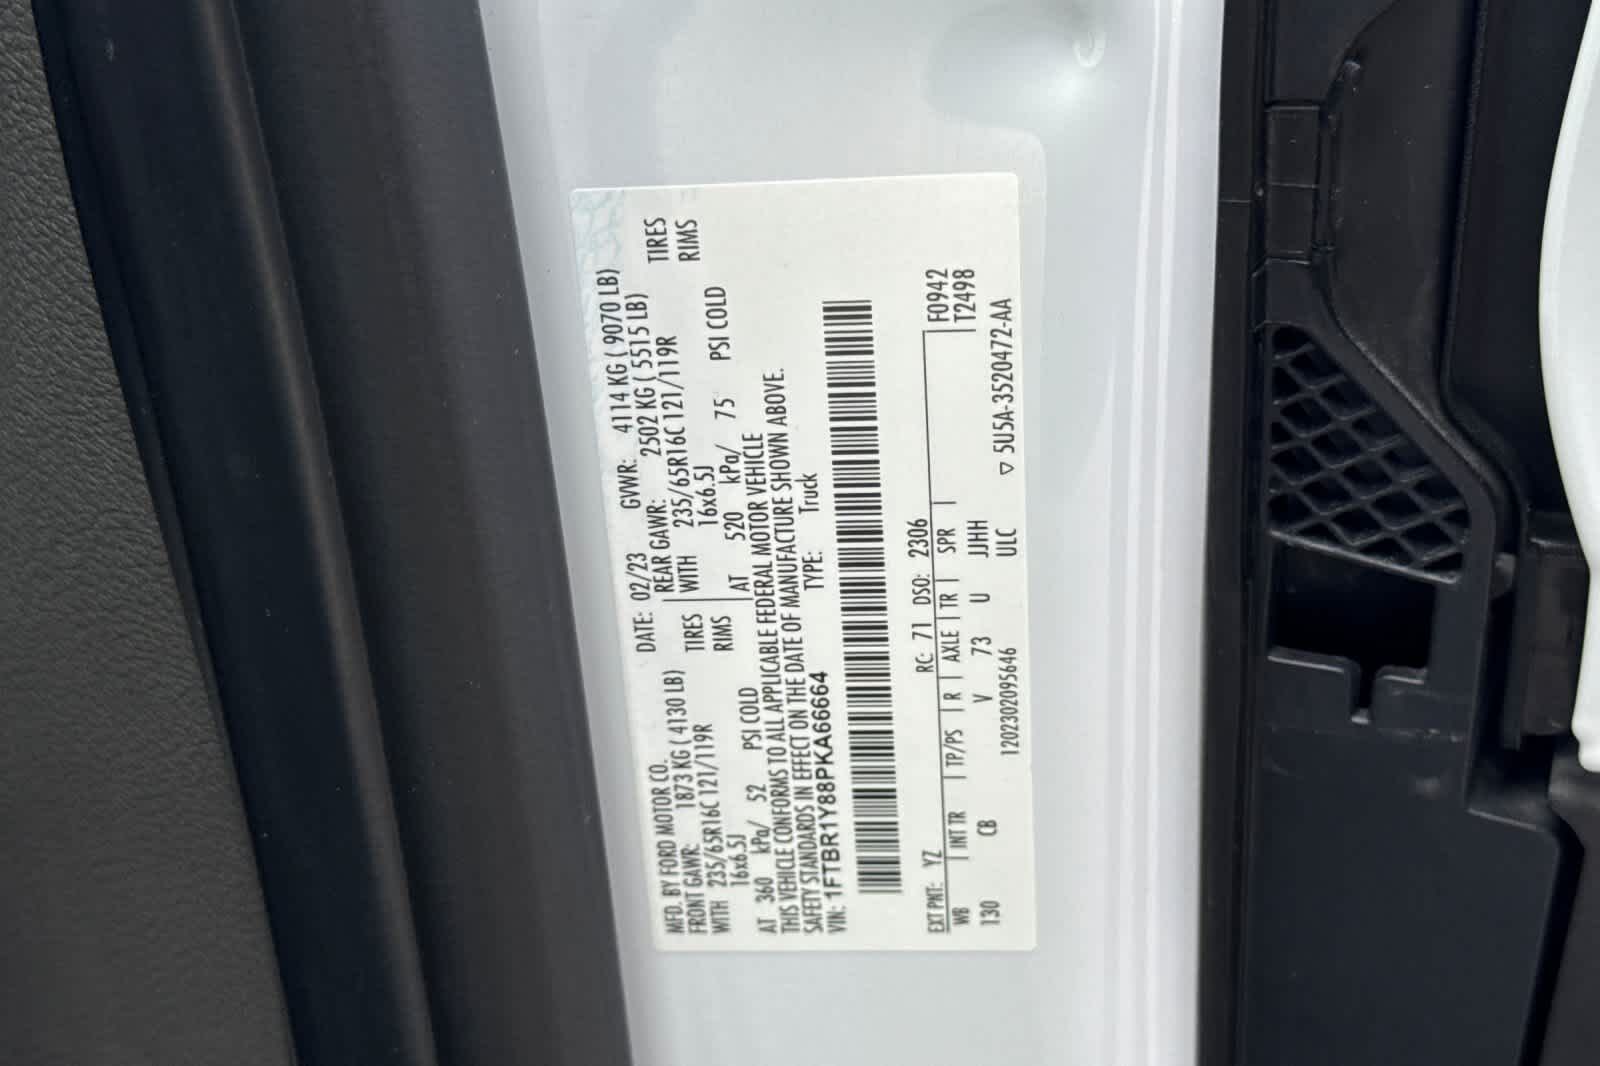 MFD. BY FORD MOTOR CO. DATE: 02/23 GVWR: 4114 KG ( 9070 LB)
FRONT GAWR: 1873 KG ( 4130 LB) REAR GAWR: 2502 KG ( 5515 LB)
WITH 235/65R16C 121/119R TIRES WITH 235/65R16C 121/119R TIRES
16x6.5J RIMS 16x6.5J RIMS
AT 360 kPa/ 52 PSI COLD AT 520 kPa/ 75 PSI COLD
THIS VEHICLE CONFORMS TO ALL APPLICABLE FEDERAL MOTOR VEHICLE
SAFETY STANDARDS IN EFFECT ON THE DATE OF MANUFACTURE SHOWN ABOVE.
VIN: 1FTBR1Y88PKA66664 TYPE: Truck
EXT PNT: YZ RC: 71 DSO: 2306 F0942
WB INT TR TP/PS R AXLE TR SPR T2498
130 CB V 73 U JJHH
1202302095646 ULC ▽ 5U5A-3520472-AA